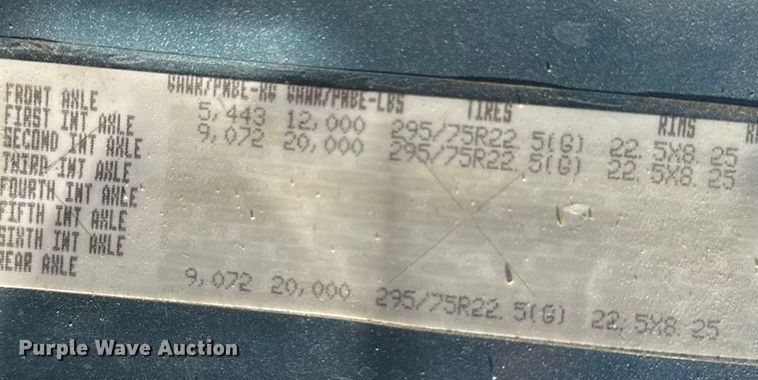 GAWR/PNBE-KG GAWR/PNBE-LBS TIRES RIMS
FRONT AXLE 5,443 12,000 295/75R22.5(G) 22.5X8.25
FIRST INT AXLE 9,072 20,000 295/75R22.5(G) 22.5X8.25
SECOND INT AXLE
THIRD INT AXLE
FOURTH INT AXLE
FIFTH INT AXLE
SIXTH INT AXLE
REAR AXLE 9,072 20,000 295/75R22.5(G) 22.5X8.25
Purple Wave Auction